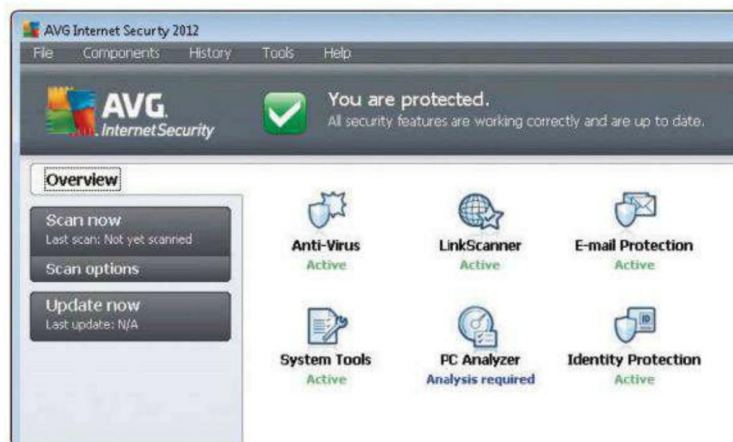 AVG Internet Security 2012
File Components History Tools Help
AVG.
Internet Security
You are protected.
All security features are working correctly and are up to date.
Overview
Scan now
Last scan: Not yet scanned
Scan options
Update now
Last update: N/A
Anti-Virus LinkScanner E-mail Protection
Active Active Active
ID
System Tools PC Analyzer Identity Protection
Active Analysis required Active